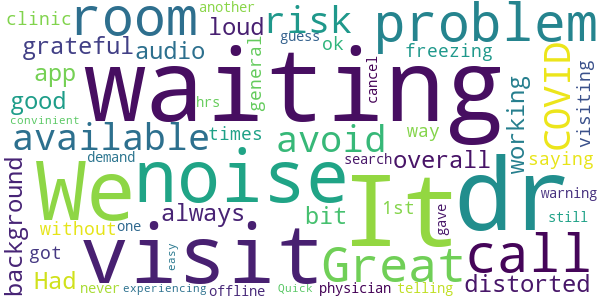 clinic
another
room
risk
loud
problem
grateful
audio
guess
ok
freezing
app
general
cancel
waiting
good
hrs
convinient
COVID
visiting
available
times
avoid
way
working
saying
We
noise
demand
It
dr
search
overall
warning
background
always
bit
1st
gave
still
without
one
visit
Great
call
got
Had
never
experiencing
easy
offline
Quick
physician
telling
distorted